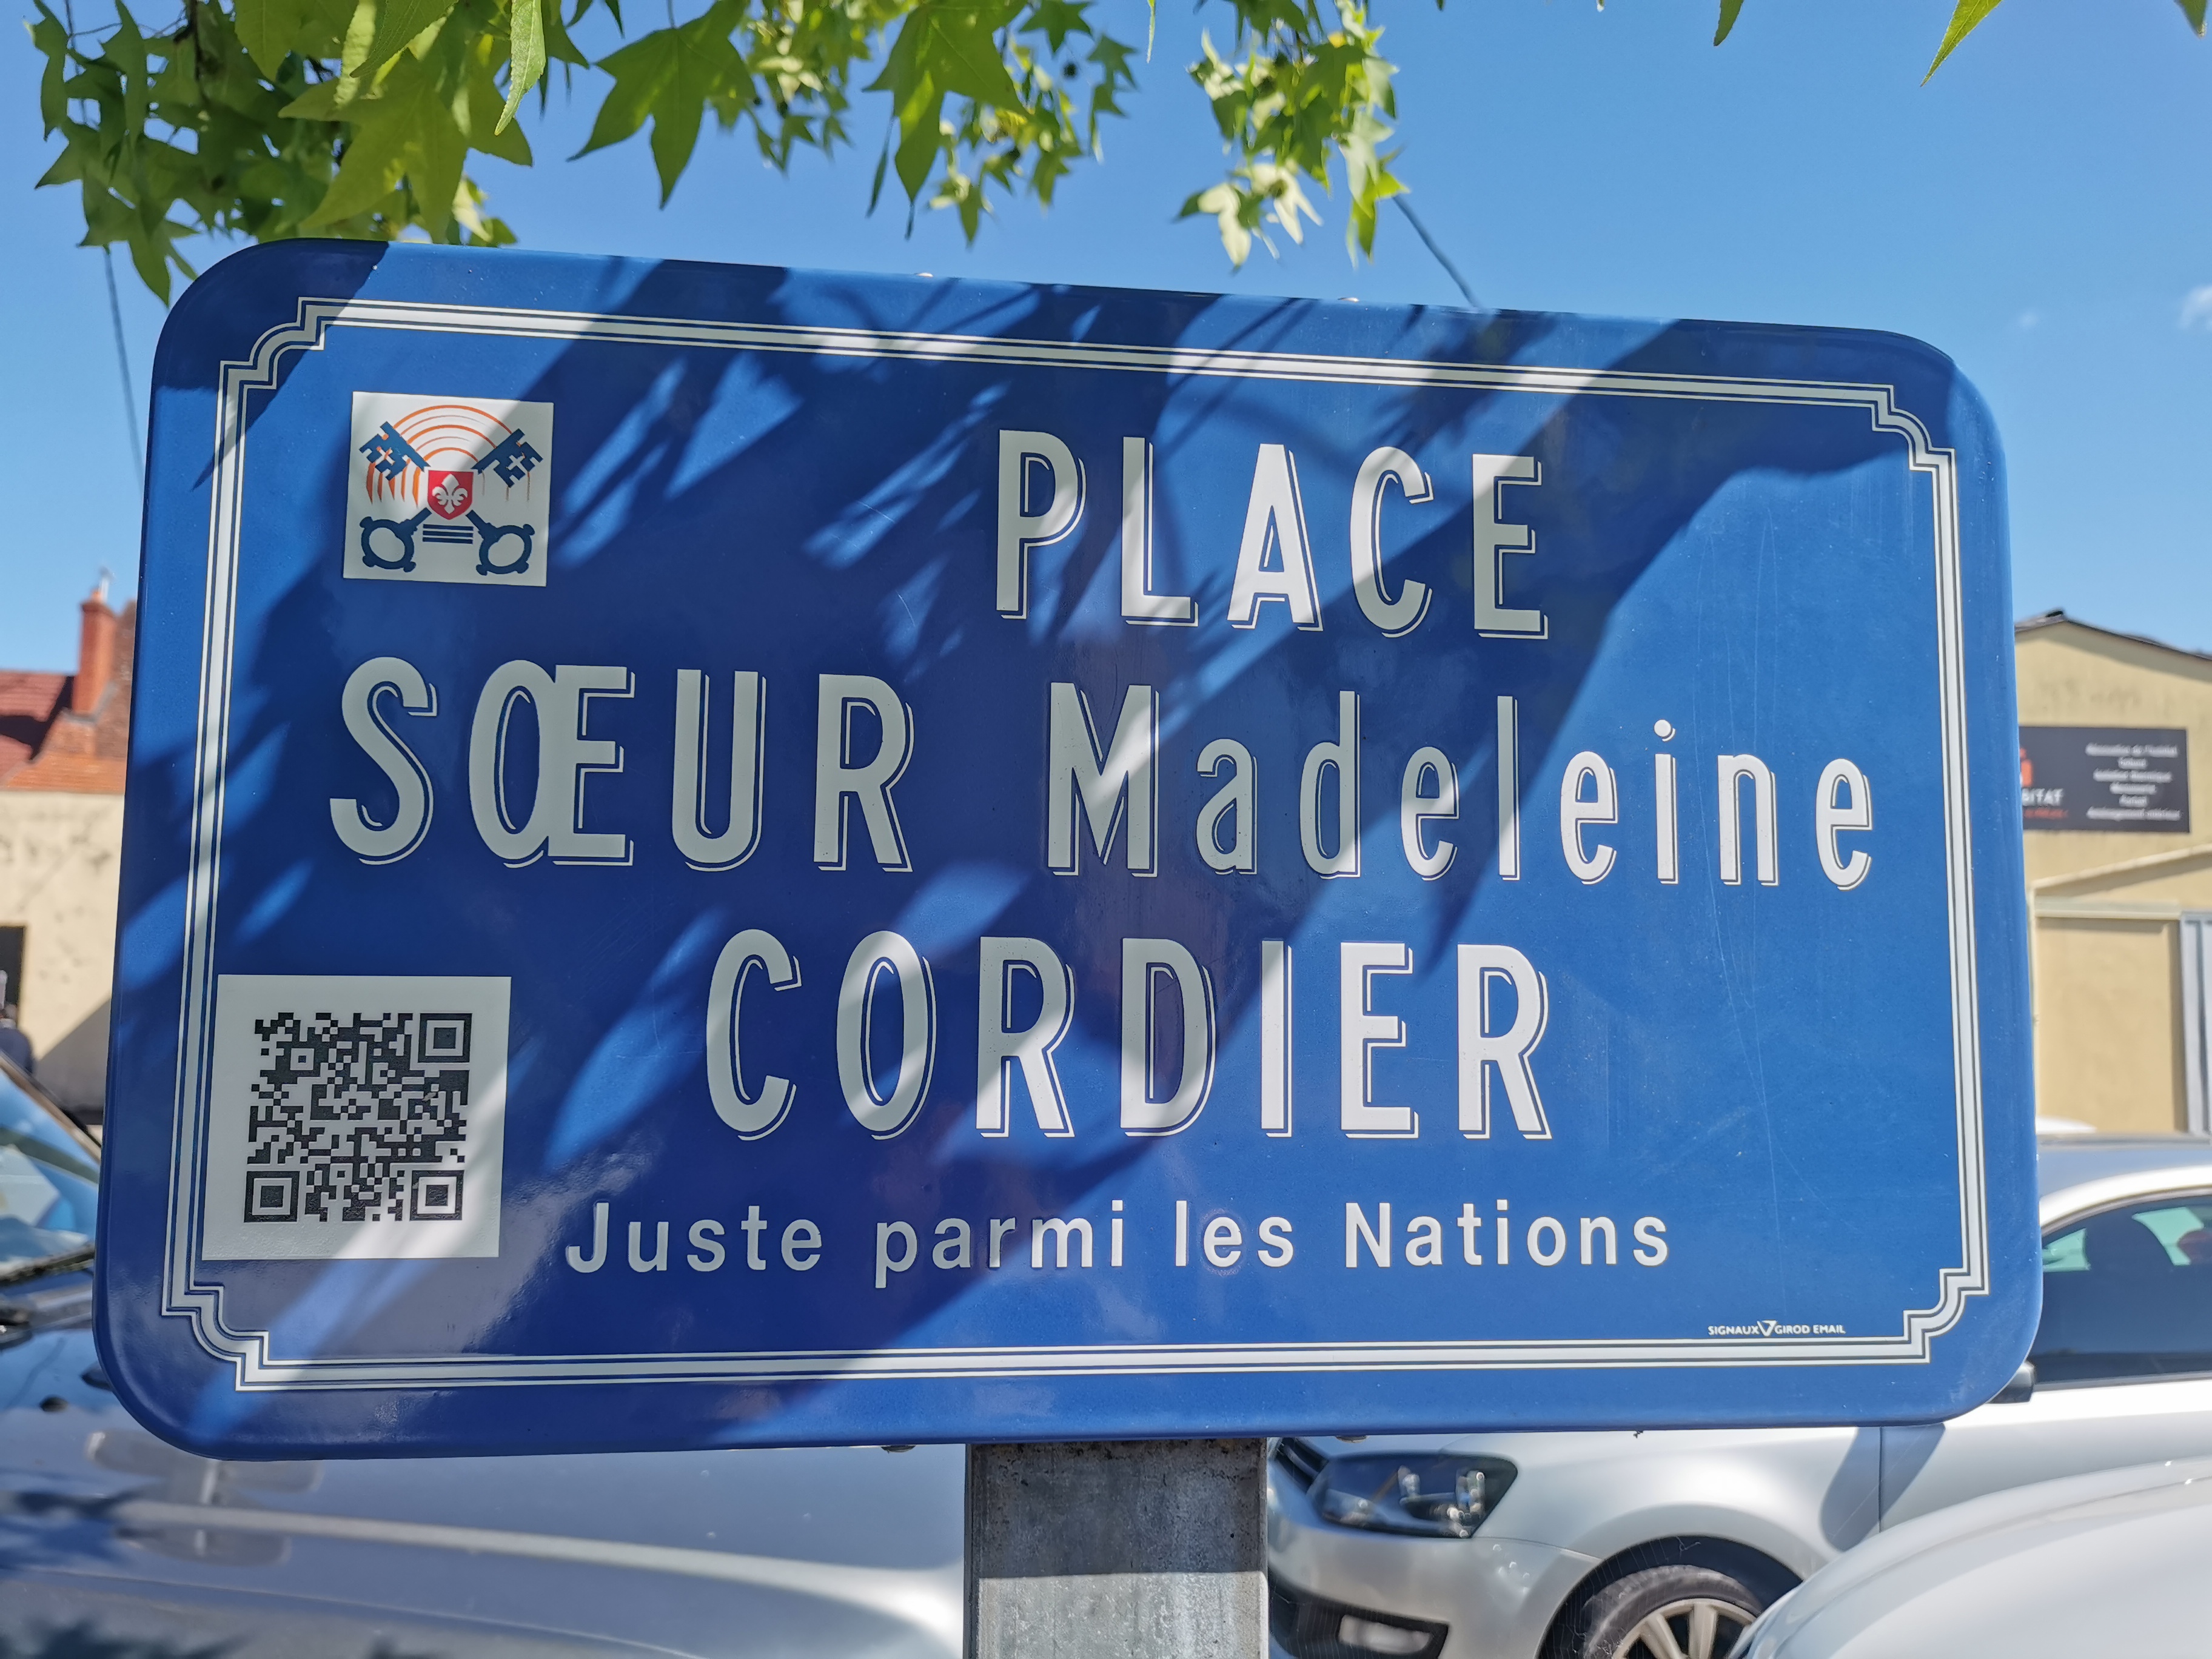 PLACE
SŒUR Madeleine
CORDIER
Juste parmi les Nations
SIGNAUX GIROD EMAIL